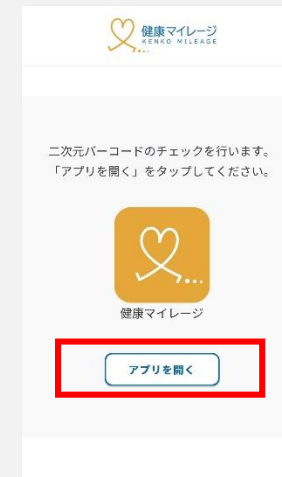 健康マイレージ
KENKO MILEAGE
二次元バーコードのチェックを行います。
「アプリを開く」をタップしてください。
健康マイレージ
アプリを開く